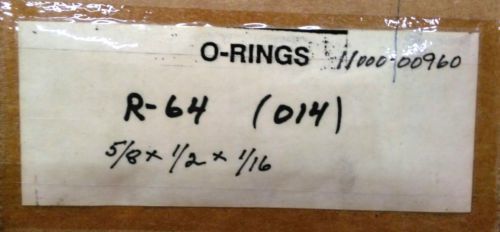 O-RINGS 11000-00960
R-64 (014)
5/8 x 1/2 x 1/16